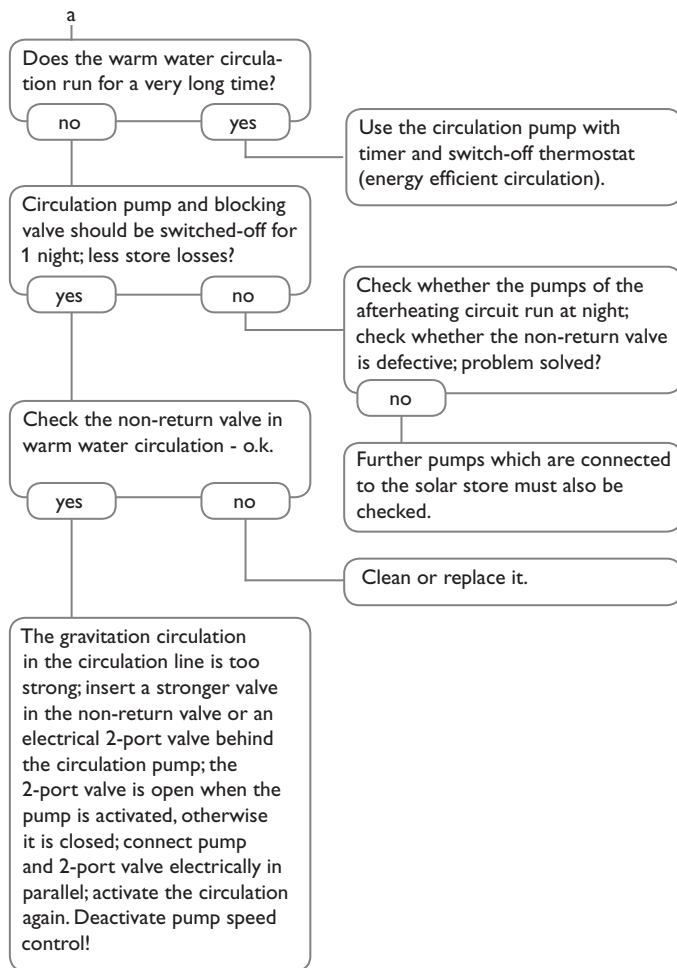 a
Does the warm water circula-
tion run for a very long time?
no
yes
Use the circulation pump with
timer and switch-off thermostat
(energy efficient circulation).
Circulation pump and blocking
valve should be switched-off for
1 night; less store losses?
yes
no
Check whether the pumps of the
afterheating circuit run at night;
check whether the non-return valve
is defective; problem solved?
no
Further pumps which are connected
to the solar store must also be
checked.
Check the non-return valve in
warm water circulation - o.k.
yes
no
Clean or replace it.
The gravitation circulation
in the circulation line is too
strong; insert a stronger valve
in the non-return valve or an
electrical 2-port valve behind
the circulation pump; the
2-port valve is open when the
pump is activated, otherwise
it is closed; connect pump
and 2-port valve electrically in
parallel; activate the circulation
again. Deactivate pump speed
control!